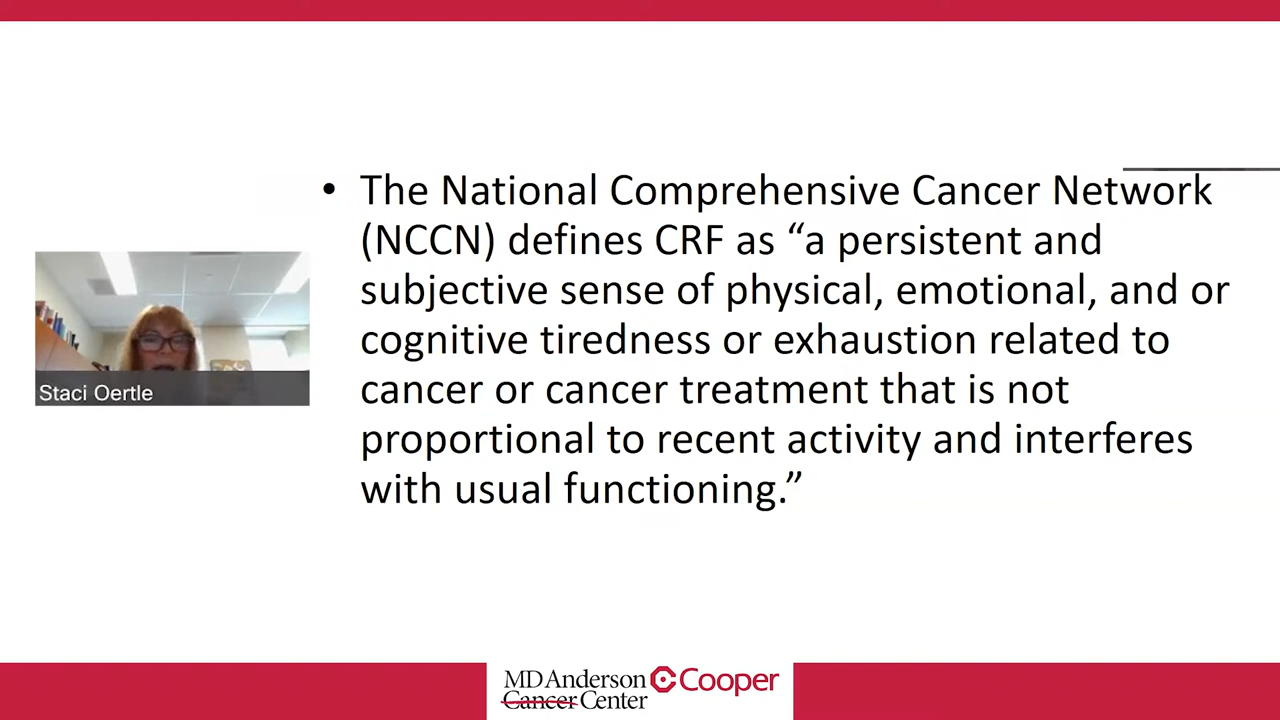 • The National Comprehensive Cancer Network
(NCCN) defines CRF as “a persistent and
subjective sense of physical, emotional, and or
cognitive tiredness or exhaustion related to
cancer or cancer treatment that is not
proportional to recent activity and interferes
with usual functioning.”
Staci Oertle
MD Anderson
Cancer Center
Cooper